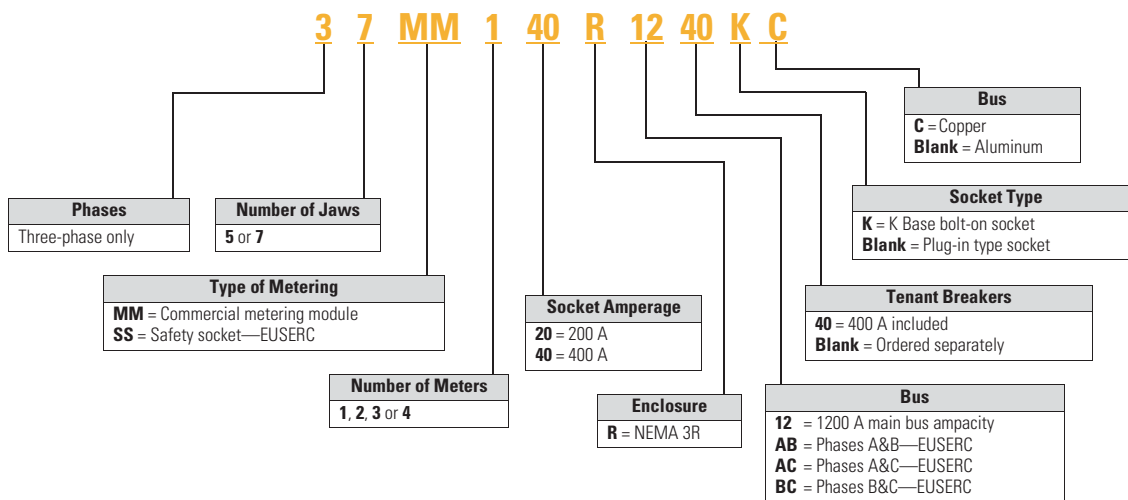 3 7 MM 1 40 R 12 40 K C
Bus
C = Copper
Blank = Aluminum
Phases
Three-phase only
Number of Jaws
5 or 7
Socket Type
K = K Base bolt-on socket
Blank = Plug-in type socket
Type of Metering
MM = Commercial metering module
SS = Safety socket—EUSERC
Socket Amperage
20 = 200 A
40 = 400 A
Tenant Breakers
40 = 400 A included
Blank = Ordered separately
Number of Meters
1, 2, 3 or 4
Enclosure
R = NEMA 3R
Bus
12 = 1200 A main bus ampacity
AB = Phases A&B—EUSERC
AC = Phases A&C—EUSERC
BC = Phases B&C—EUSERC